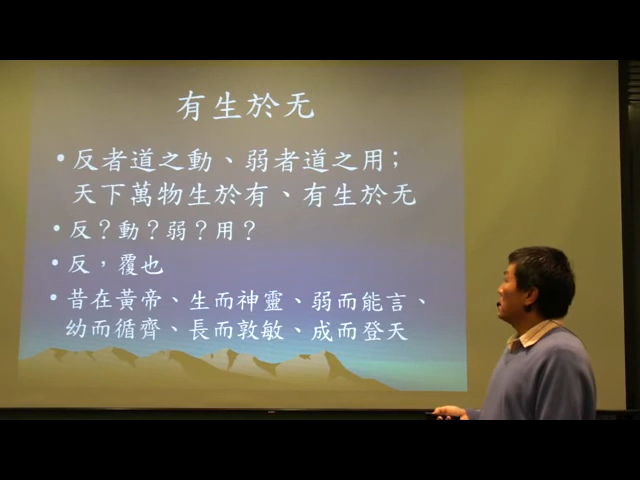 有生於无
•反者道之動、弱者道之用；
天下萬物生於有、有生於无
•反？動？弱？用？
•反，覆也
•昔在黃帝、生而神靈、弱而能言、
幼而循齊、長而敦敏、成而登天